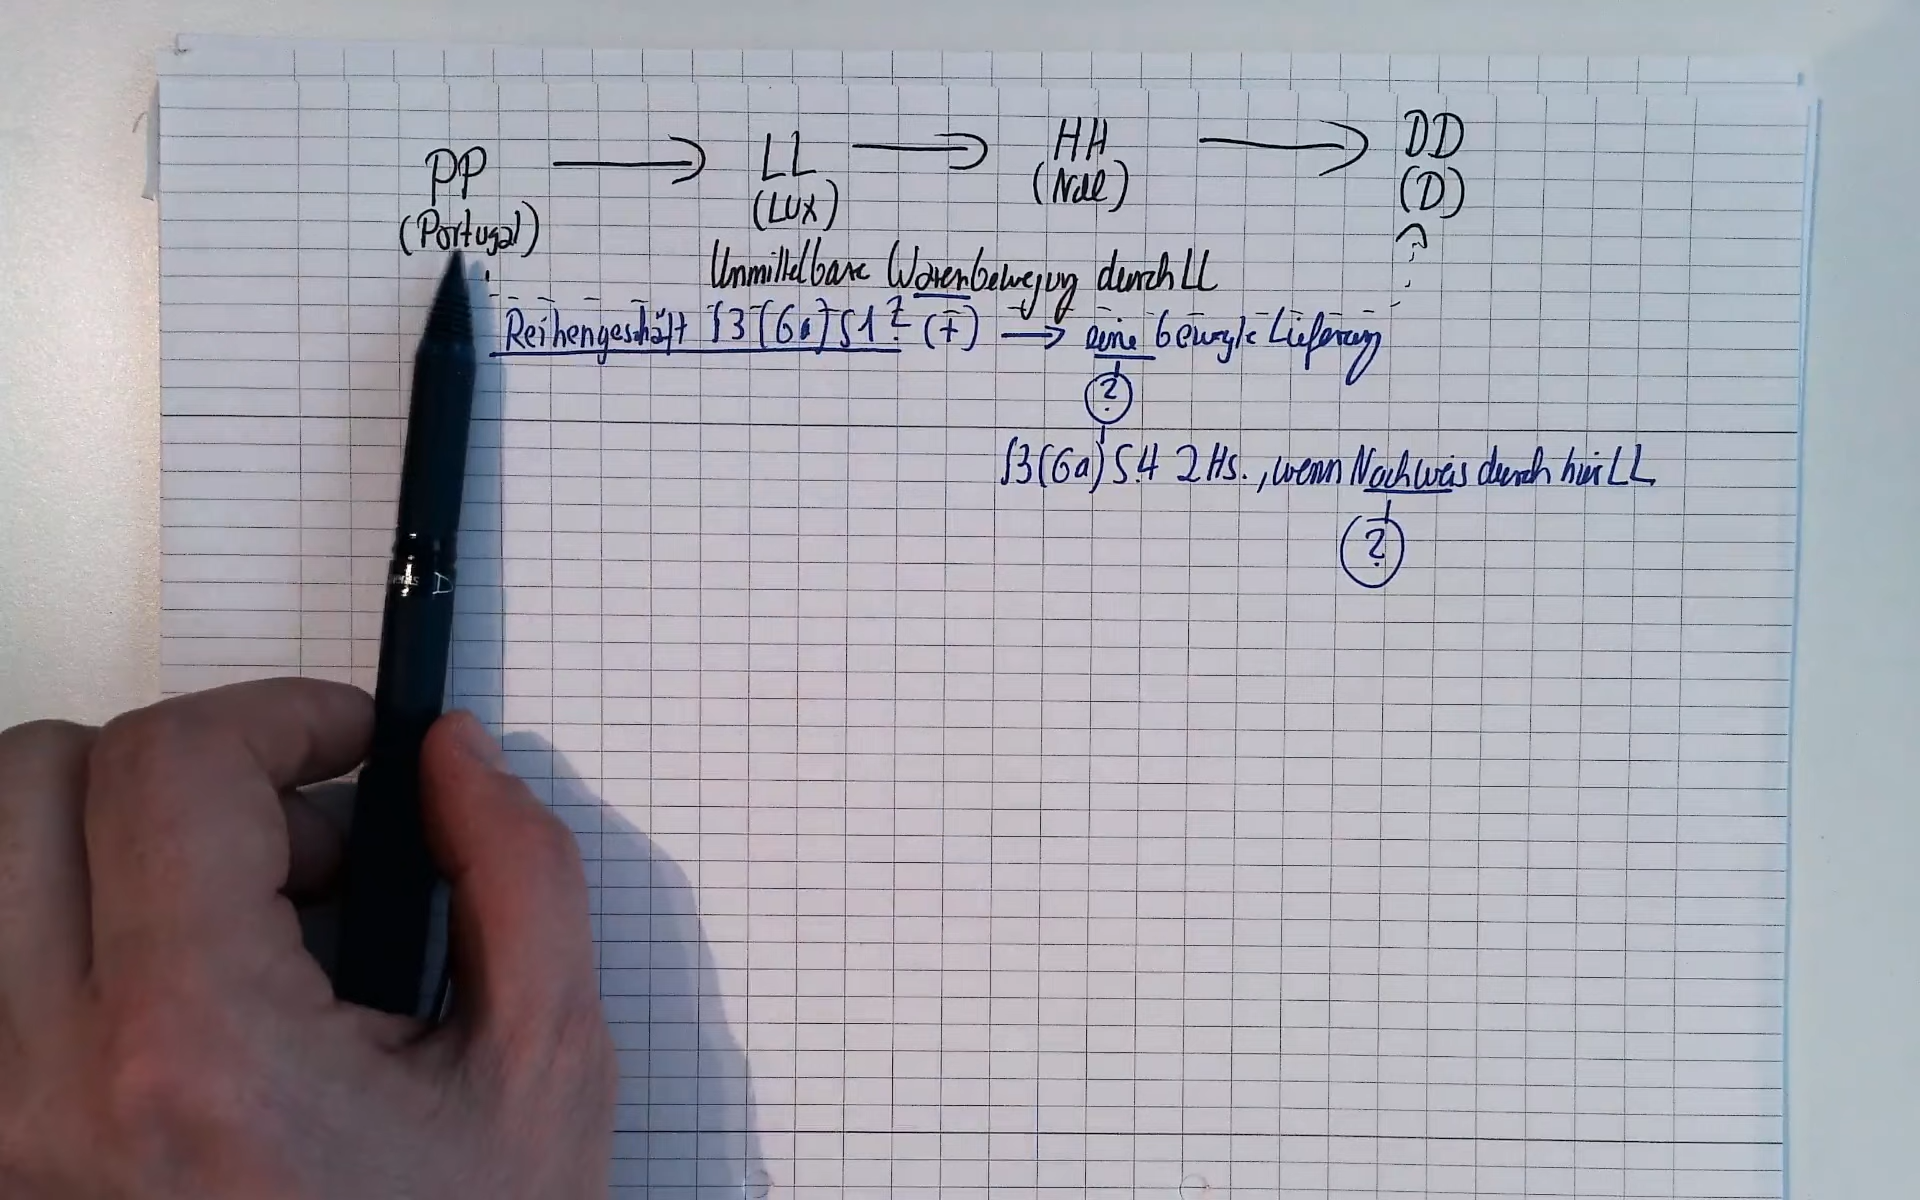 PP → LL → HH → DD
(Portugal) (LUX) (Ndl) (D)
Unmittelbare Warenbewegung durch LL
Reihengeschäft §3(6a) S1? (+) → eine bewegte Lieferung
?
§3(6a) S.4 2 Hs., wenn Nachweis durch hier LL
?
D